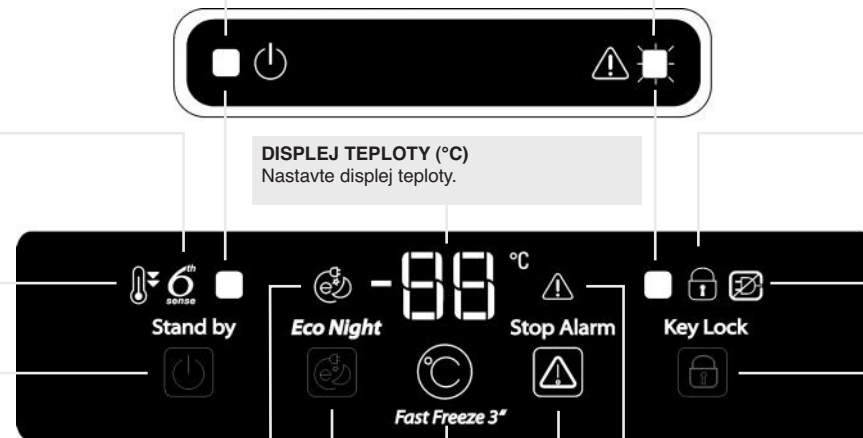 DISPLEJ TEPLOTY (°C)
Nastavte displej teploty.
6th sense
-88 °C
Stand by
Eco Night
Stop Alarm
Key Lock
°C
Fast Freeze 3"